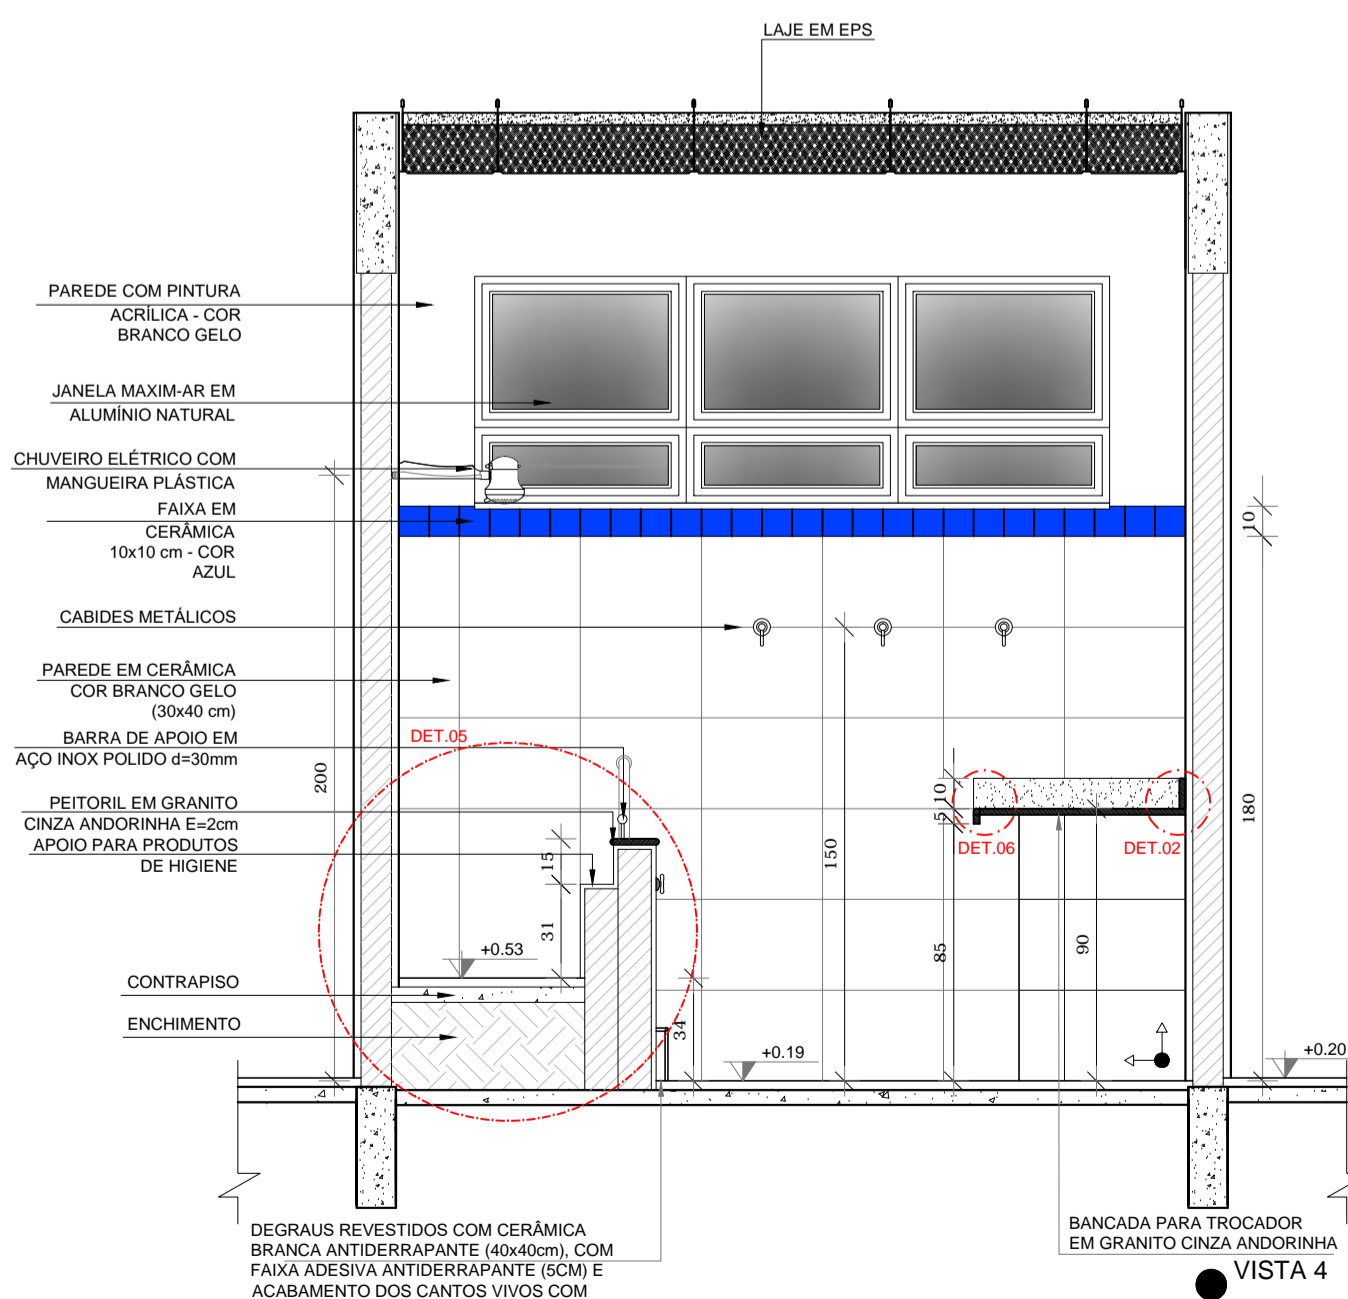 LAJE EM EPS
PAREDE COM PINTURA
ACRÍLICA - COR
BRANCO GELO
JANELA MAXIM-AR EM
ALUMÍNIO NATURAL
CHUVEIRO ELÉTRICO COM
MANGUEIRA PLÁSTICA
FAIXA EM
CERÂMICA
10x10 cm - COR
AZUL
10
CABIDES METÁLICOS
PAREDE EM CERÂMICA
COR BRANCO GELO
(30x40 cm)
BARRA DE APOIO EM
AÇO INOX POLIDO d=30mm
PEITORIL EM GRANITO
CINZA ANDORINHA E=2cm
APOIO PARA PRODUTOS
DE HIGIENE
200
DET.05
15
31
+0.53
150
10
5
DET.06
DET.02
85
90
180
CONTRAPISO
ENCHIMENTO
34
+0.19
+0.20
DEGRAUS REVESTIDOS COM CERÂMICA
BRANCA ANTIDERRAPANTE (40x40cm), COM
FAIXA ADESIVA ANTIDERRAPANTE (5CM) E
ACABAMENTO DOS CANTOS VIVOS COM
BANCADA PARA TROCADOR
EM GRANITO CINZA ANDORINHA
VISTA 4